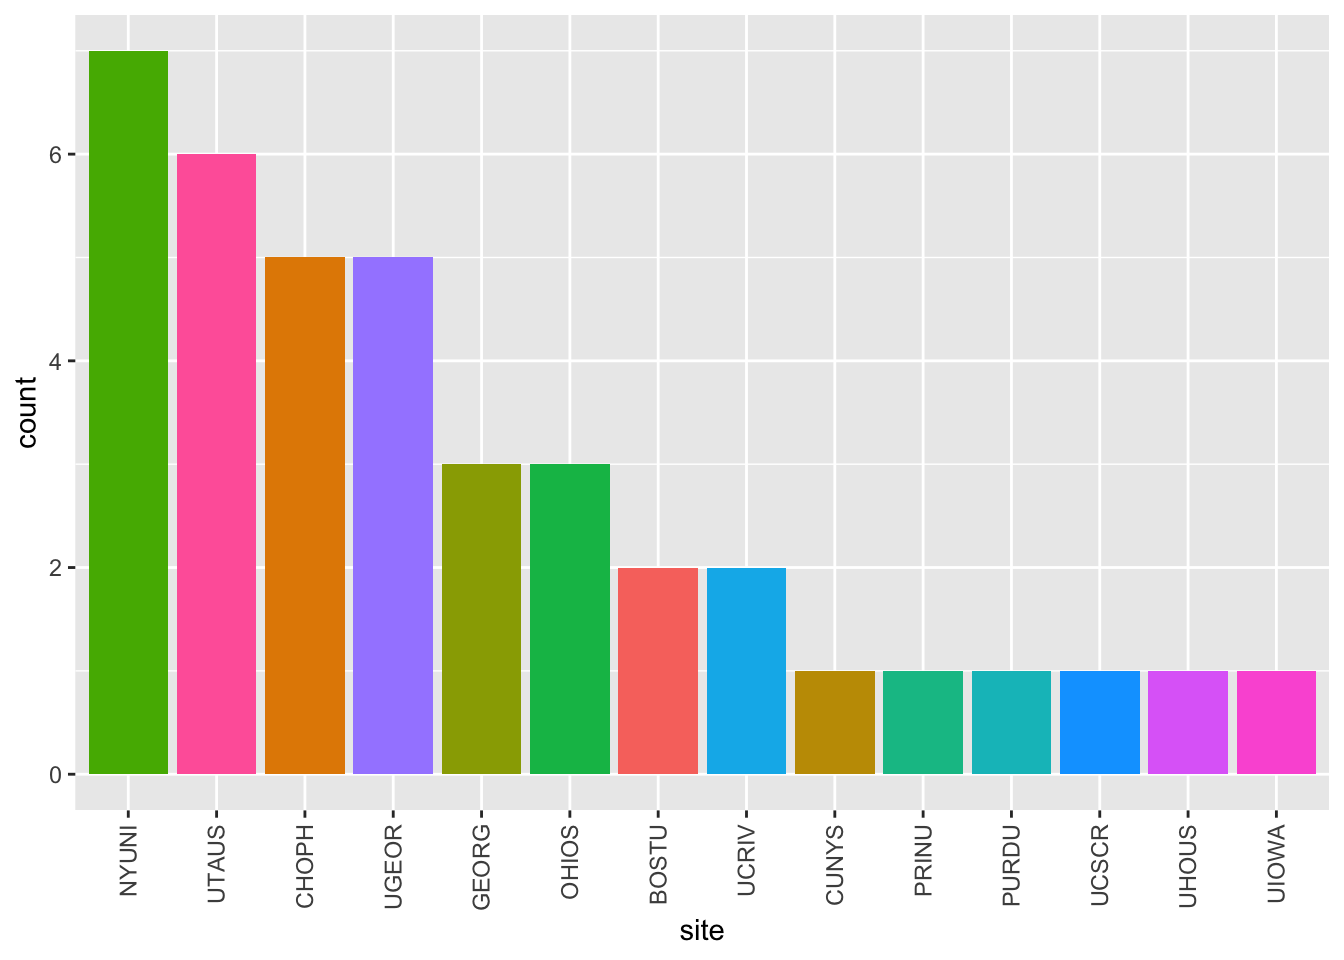 count
6
4
2
0
NYUNI
UTAUS
CHOPH
UGEOR
GEORG
OHIOS
BOSTU
UCRIV
CUNYS
PRINU
PURDU
UCSCR
UHOUS
UIOWA
site